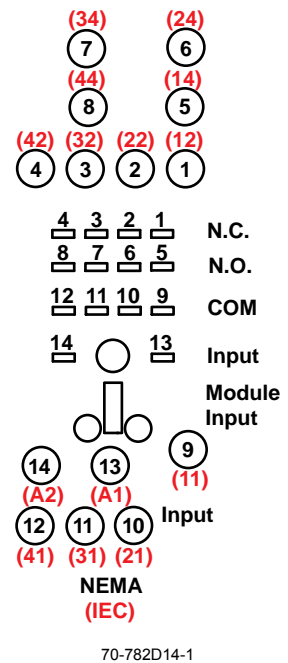 (34) (24)
7 6
(44) (14)
8 5
(42) (32) (22) (12)
4 3 2 1
4 3 2 1 N.C.
8 7 6 5 N.O.
12 11 10 9 COM
14 13 Input
Module
Input
9
(11)
14 13
(A2) (A1)
12 11 10 Input
(41) (31) (21)
NEMA
(IEC)
70-782D14-1